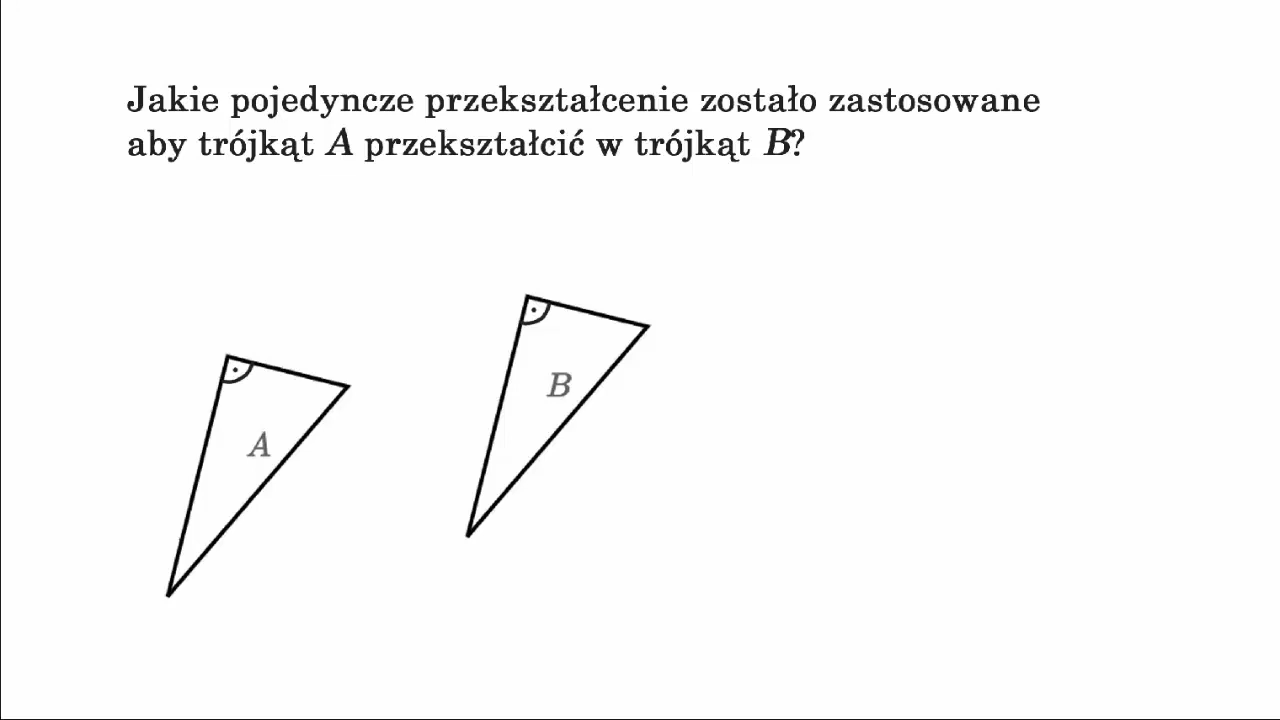 Jakie pojedyncze przekształcenie zostało zastosowane
aby trójkąt A przekształcić w trójkąt B?
B
A